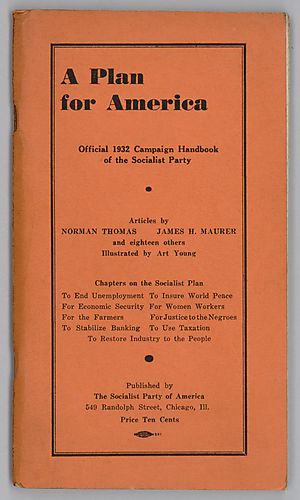 A Plan
for America
Official 1932 Campaign Handbook
of the Socialist Party
Articles by
NORMAN THOMAS JAMES H. MAURER
and eighteen others
Illustrated by Art Young
Chapters on the Socialist Plan
To End Unemployment To Insure World Peace
For Economic Security For Women Workers
For the Farmers For Justice to the Negroes
To Stabilize Banking To Use Taxation
To Restore Industry to the People
Published by
The Socialist Party of America
549 Randolph Street, Chicago, Ill.
Price Ten Cents